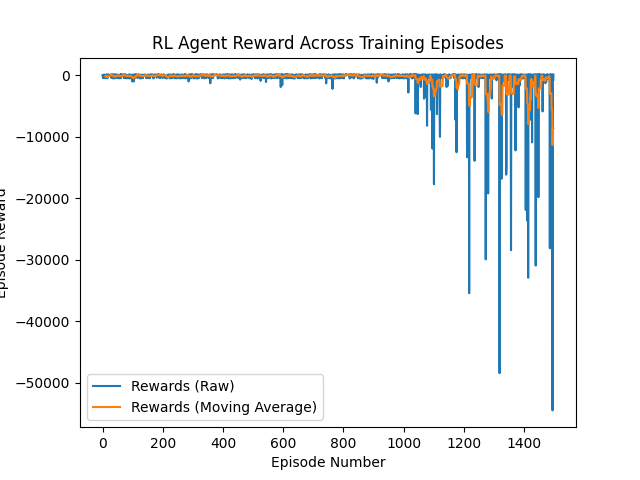 RL Agent Reward Across Training Episodes
Episode Reward
0
−10000
−20000
−30000
−40000
−50000
Rewards (Raw)
Rewards (Moving Average)
0 200 400 600 800 1000 1200 1400
Episode Number